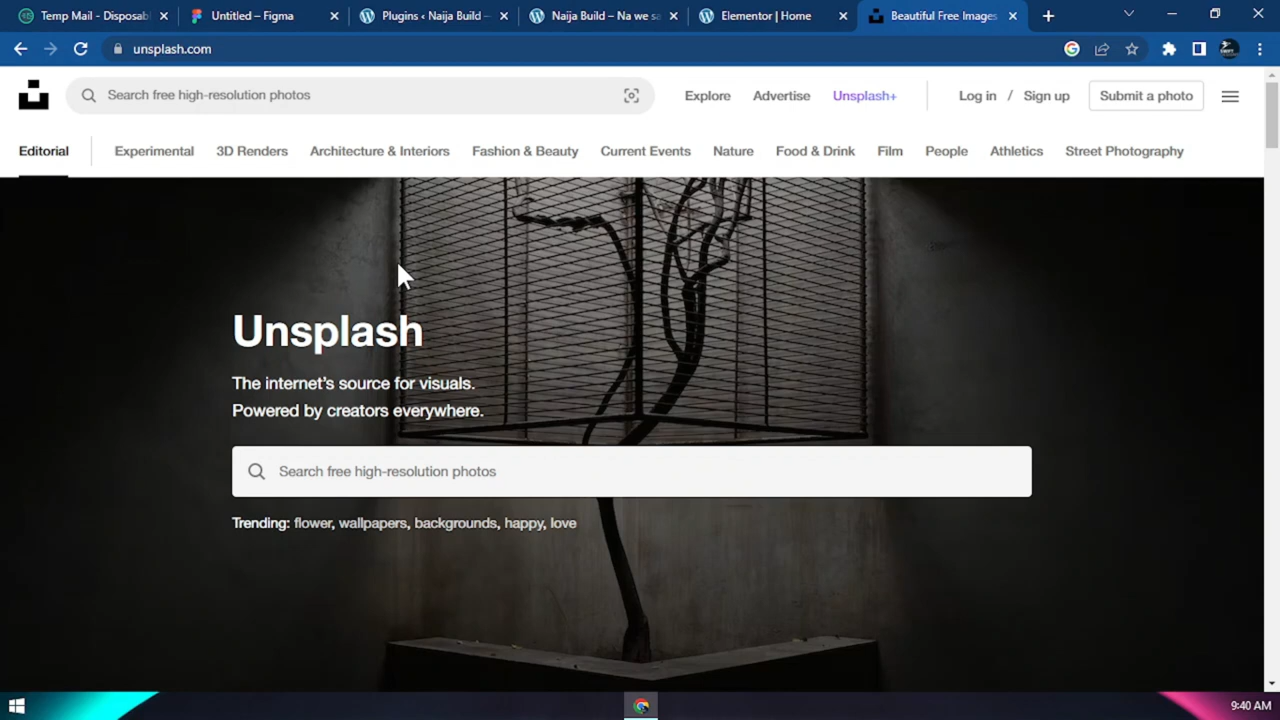 Temp Mail - Disposabl
Untitled – Figma
Plugins ‹ Naija Build —
Naija Build – Na we sa
Elementor | Home
Beautiful Free Images
unsplash.com
Search free high-resolution photos
Explore
Advertise
Unsplash+
Log in / Sign up
Submit a photo
Editorial
Experimental
3D Renders
Architecture & Interiors
Fashion & Beauty
Current Events
Nature
Food & Drink
Film
People
Athletics
Street Photography
Unsplash
The internet's source for visuals.
Powered by creators everywhere.
Search free high-resolution photos
Trending: flower, wallpapers, backgrounds, happy, love
9:40 AM